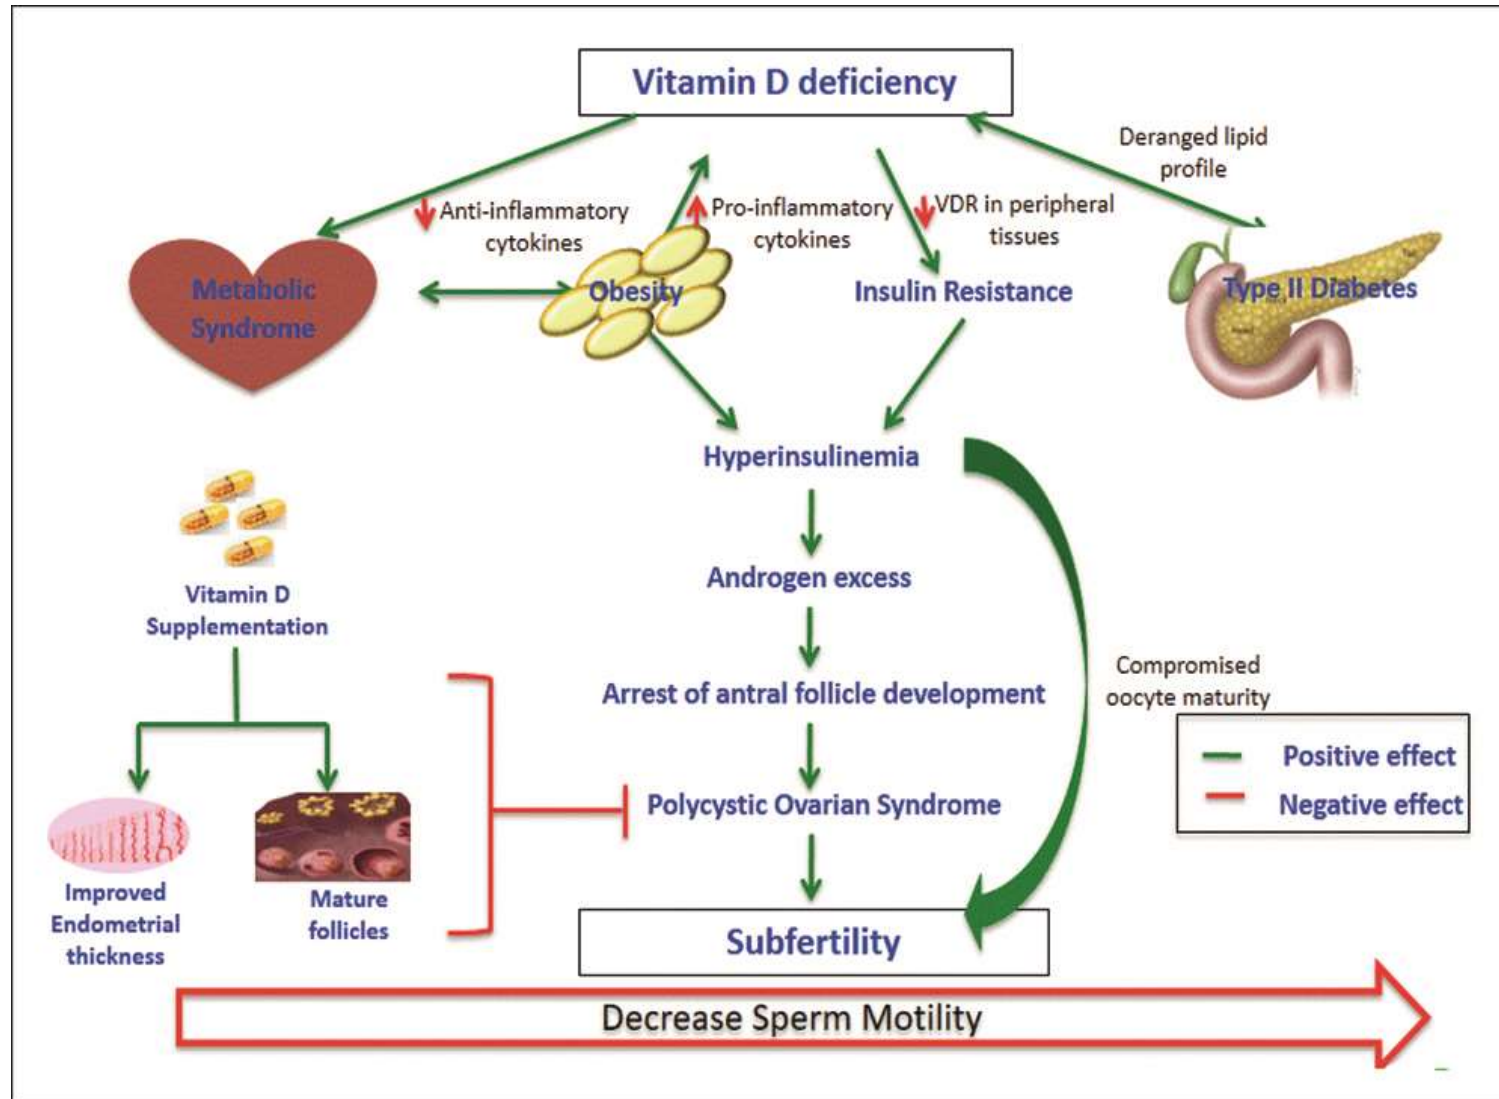 Vitamin D deficiency
Deranged lipid
profile
Anti-inflammatory
cytokines
Pro-inflammatory
cytokines
VDR in peripheral
tissues
Metabolic
Syndrome
Obesity
Insulin Resistance
Type II Diabetes
Hyperinsulinemia
Vitamin D
Supplementation
Androgen excess
Arrest of antral follicle development
Compromised
oocyte maturity
Positive effect
Negative effect
Polycystic Ovarian Syndrome
Improved
Endometrial
thickness
Mature
follicles
Subfertility
Decrease Sperm Motility